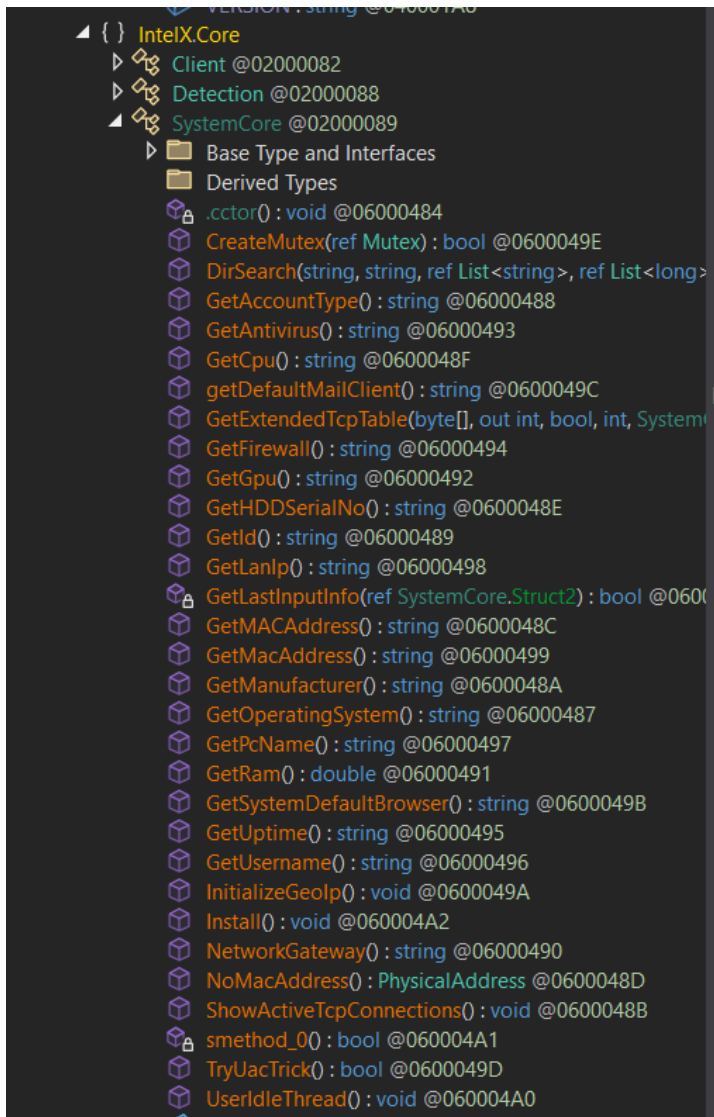 VERSION : string @040001A8
{ } IntelX.Core
Client @02000082
Detection @02000088
SystemCore @02000089
Base Type and Interfaces
Derived Types
.cctor() : void @06000484
CreateMutex(ref Mutex) : bool @0600049E
DirSearch(string, string, ref List<string>, ref List<long>
GetAccountType() : string @06000488
GetAntivirus() : string @06000493
GetCpu() : string @0600048F
getDefaultMailClient() : string @0600049C
GetExtendedTcpTable(byte[], out int, bool, int, System
GetFirewall() : string @06000494
GetGpu() : string @06000492
GetHDDSerialNo() : string @0600048E
GetId() : string @06000489
GetLanIp() : string @06000498
GetLastInputInfo(ref SystemCore.Struct2) : bool @060
GetMACAddress() : string @0600048C
GetMacAddress() : string @06000499
GetManufacturer() : string @0600048A
GetOperatingSystem() : string @06000487
GetPcName() : string @06000497
GetRam() : double @06000491
GetSystemDefaultBrowser() : string @0600049B
GetUptime() : string @06000495
GetUsername() : string @06000496
InitializeGeoIp() : void @0600049A
Install() : void @060004A2
NetworkGateway() : string @06000490
NoMacAddress() : PhysicalAddress @0600048D
ShowActiveTcpConnections() : void @0600048B
smethod_0() : bool @060004A1
TryUacTrick() : bool @0600049D
UserIdleThread() : void @060004A0